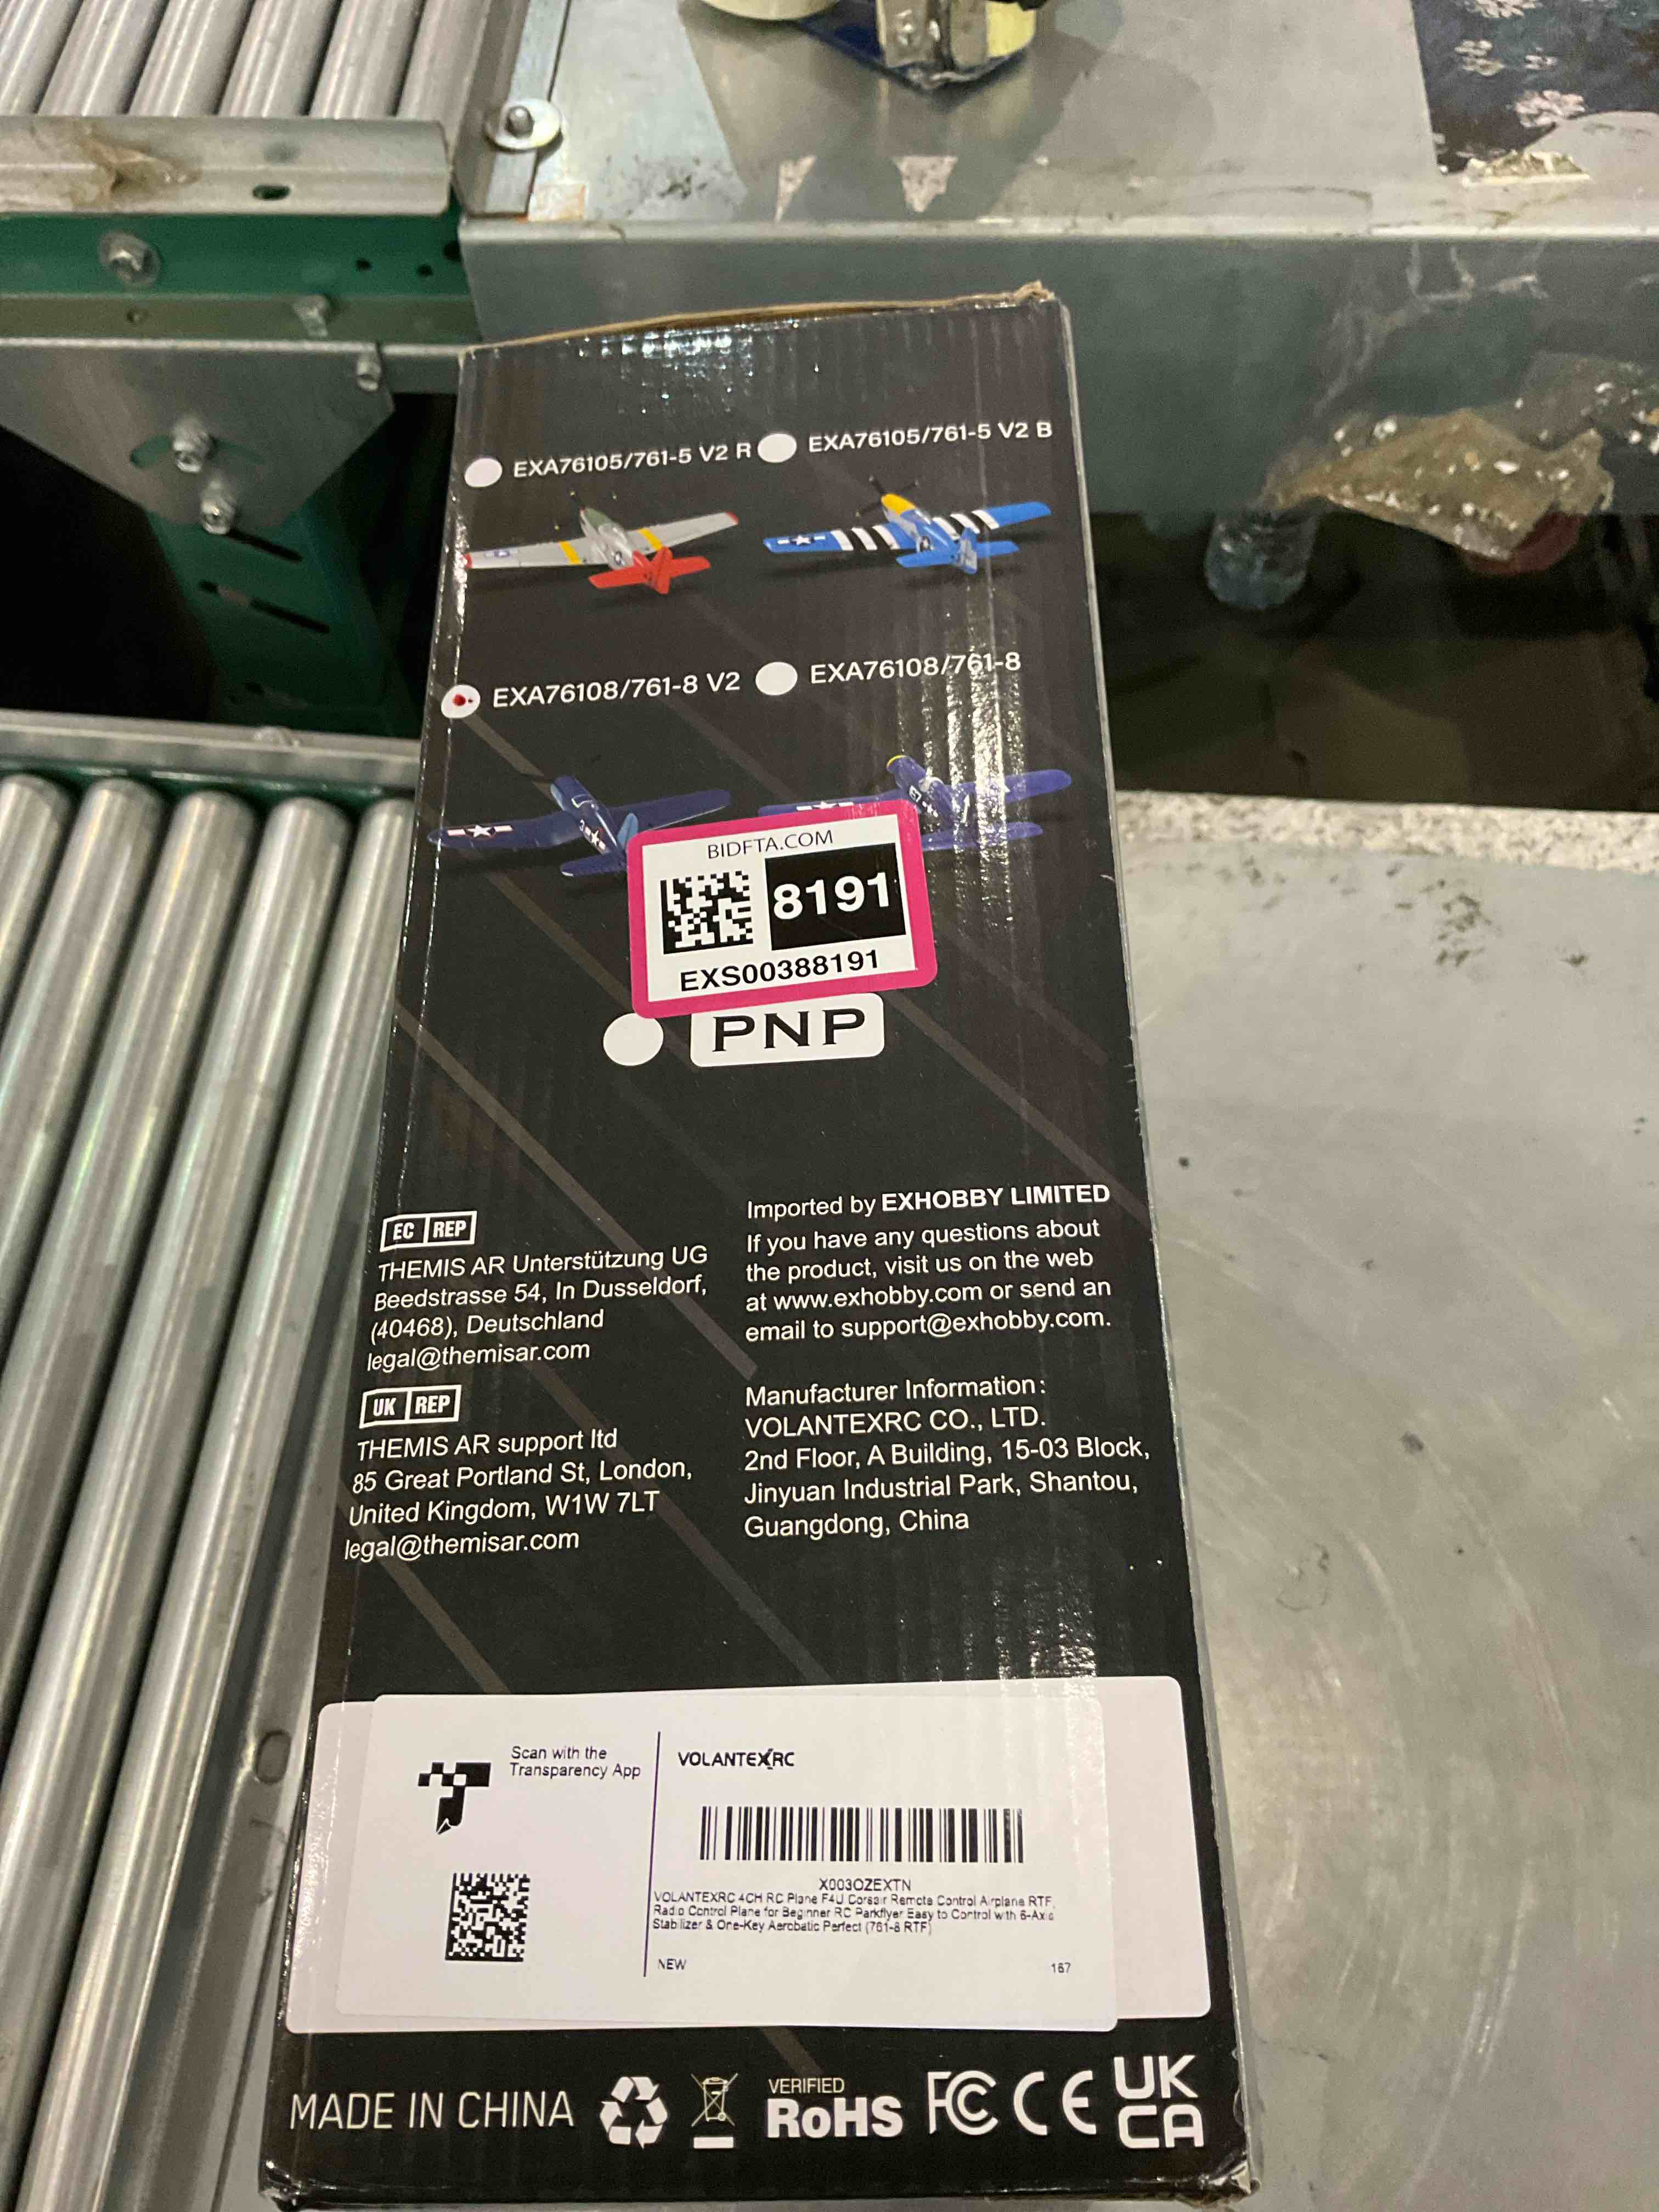 EXA76105/761-5 V2 R
EXA76105/761-5 V2 B
EXA76108/761-8 V2
EXA76108/761-8
BIDFTA.COM
8191
EXS00388191
PNP
EC REP
THEMIS AR Unterstützung UG
Beedstrasse 54, In Dusseldorf,
(40468), Deutschland
legal@themisar.com
UK REP
THEMIS AR support ltd
85 Great Portland St, London,
United Kingdom, W1W 7LT
legal@themisar.com
Imported by EXHOBBY LIMITED
If you have any questions about
the product, visit us on the web
at www.exhobby.com or send an
email to support@exhobby.com.
Manufacturer Information:
VOLANTEXRC CO., LTD.
2nd Floor, A Building, 15-03 Block,
Jinyuan Industrial Park, Shantou,
Guangdong, China
Scan with the
Transparency App
VOLANTEXRC
X003OZEXTN
VOLANTEXRC 4CH RC Plane F4U Corsair Remote Control Airplane RTF,
Radio Control Plane for Beginner RC Parkflyer Easy to Control with 6-Axis
Stabilizer & One-Key Aerobatic Perfect (761-8 RTF)
NEW
167
MADE IN CHINA
VERIFIED
RoHS
FC
CE
UK
CA